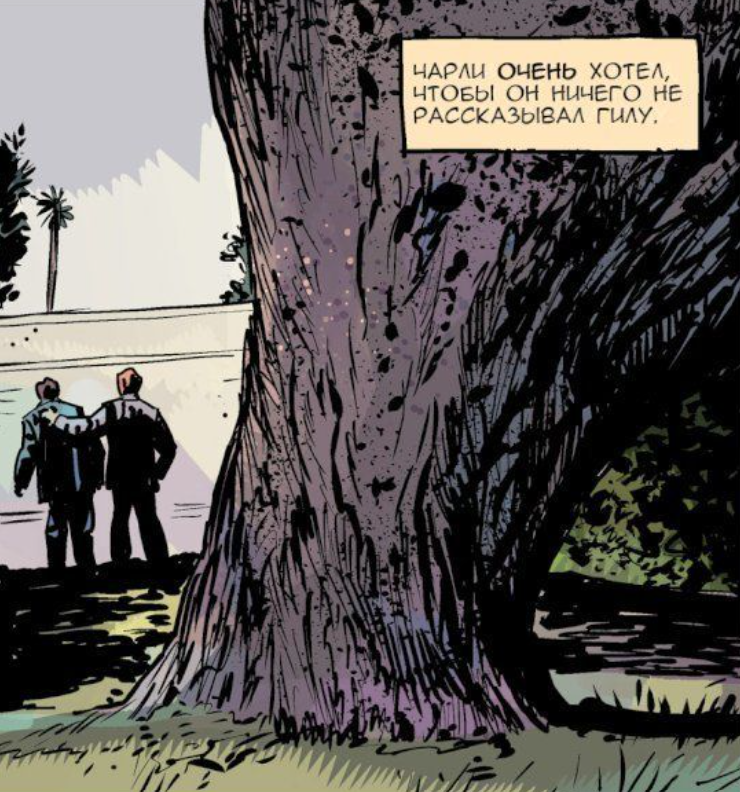 ЧАРЛИ ОЧЕНЬ ХОТЕЛ,
ЧТОБЫ ОН НИЧЕГО НЕ
РАССКАЗЫВАЛ ГИЛУ.